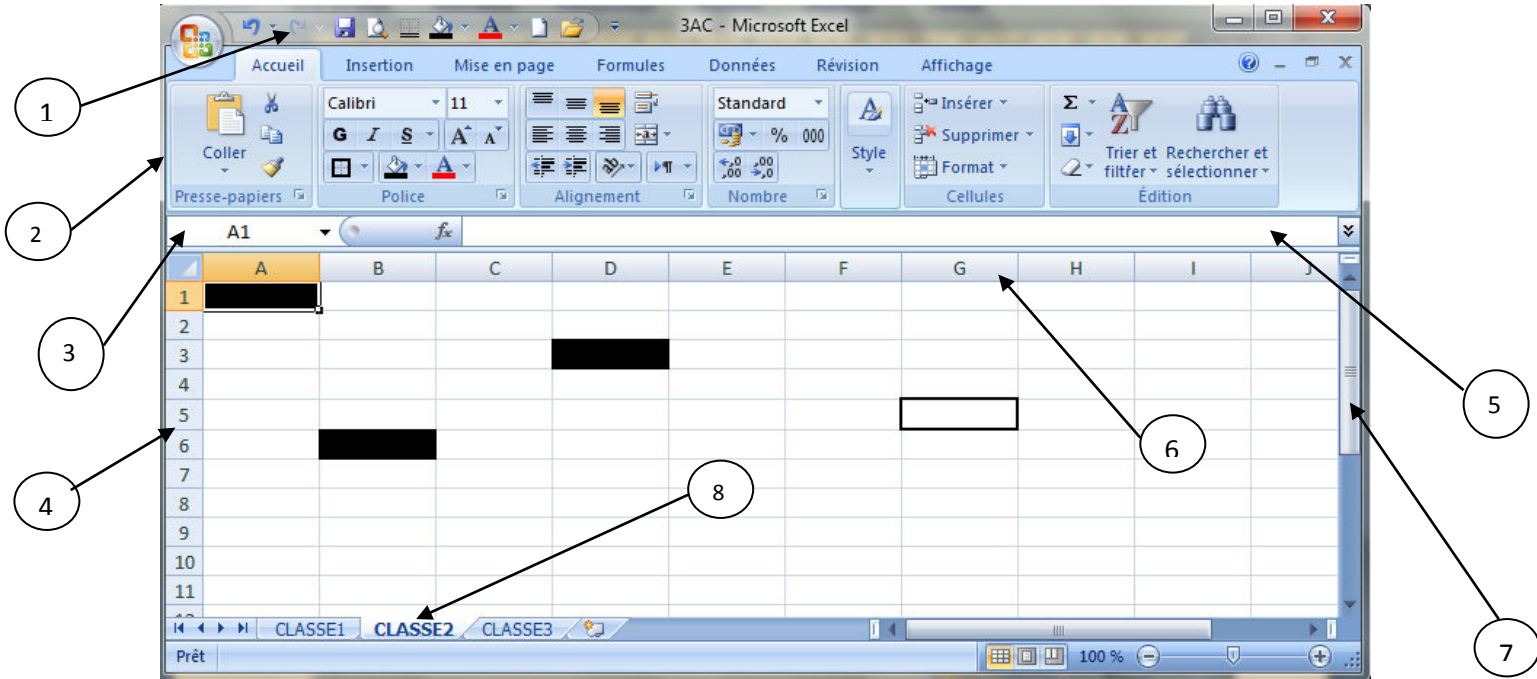 3AC - Microsoft Excel
Accueil Insertion Mise en page Formules Données Révision Affichage
1
Calibri 11 Standard Insérer Σ
G I S A A % 000 Supprimer
Coller Style Trier et Rechercher et
A ,00 ,0 Format filtfer sélectionner
Presse-papiers Police Alignement Nombre Cellules Édition
2
A1 fx
A B C D E F G H I J
1
2
3
3
4
5
5
6
6
7
4
8
8
9
10
11
CLASSE1 CLASSE2 CLASSE3
Prêt 100 %
7